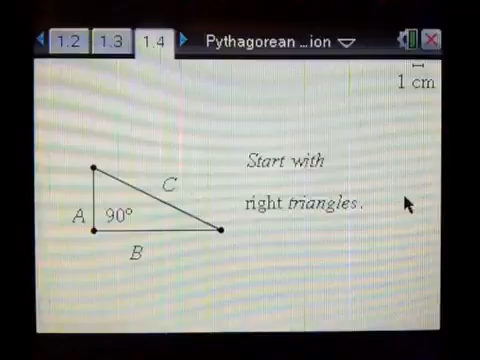 1.2 1.3 1.4 Pythagorean ...ion
1 cm
Start with
C
right triangles.
A 90°
B